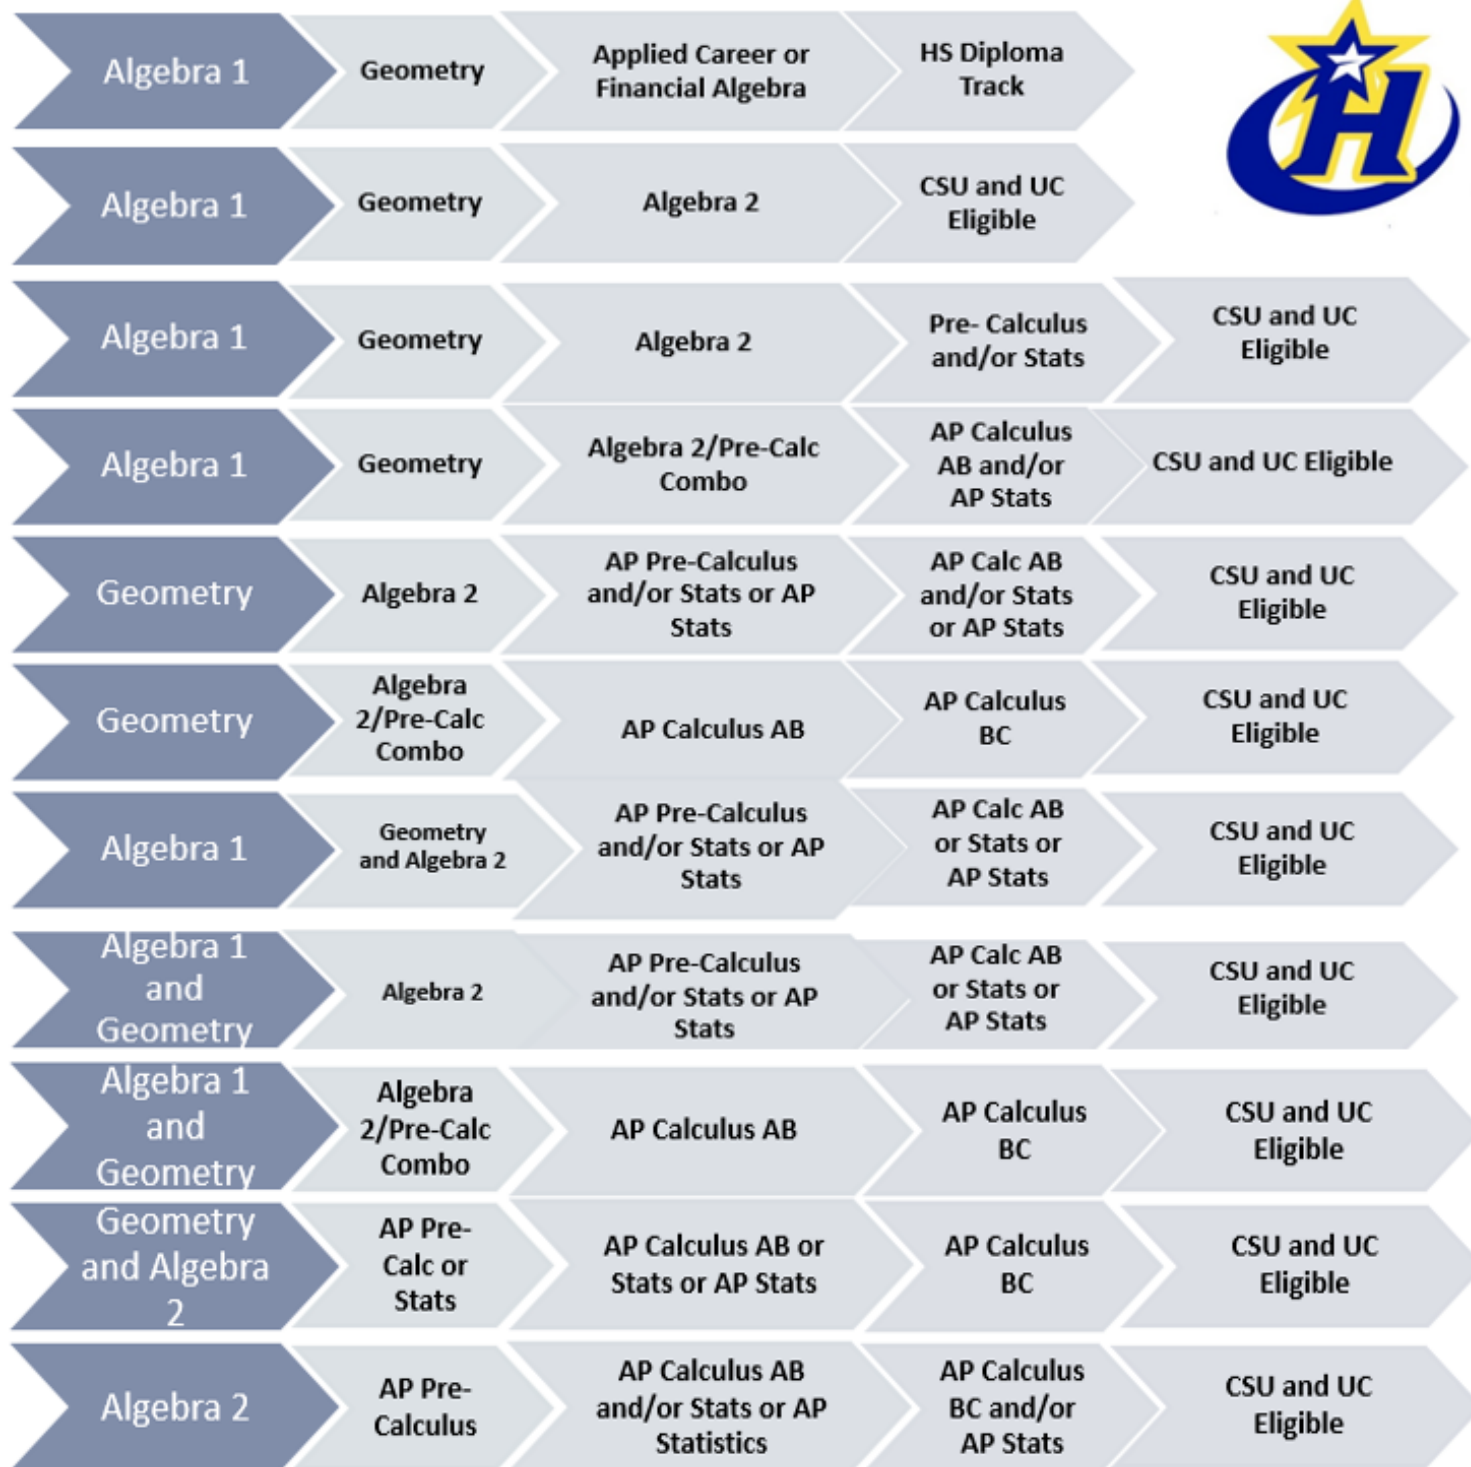 Algebra 1
Geometry
Applied Career or
Financial Algebra
HS Diploma
Track
H
Algebra 1
Geometry
Algebra 2
CSU and UC
Eligible
Algebra 1
Geometry
Algebra 2
Pre- Calculus
and/or Stats
CSU and UC
Eligible
Algebra 1
Geometry
Algebra 2/Pre-Calc
Combo
AP Calculus
AB and/or
AP Stats
CSU and UC Eligible
Geometry
Algebra 2
AP Pre-Calculus
and/or Stats or AP
Stats
AP Calc AB
and/or Stats
or AP Stats
CSU and UC
Eligible
Geometry
Algebra
2/Pre-Calc
Combo
AP Calculus AB
AP Calculus
BC
CSU and UC
Eligible
Algebra 1
Geometry
and Algebra 2
AP Pre-Calculus
and/or Stats or AP
Stats
AP Calc AB
or Stats or
AP Stats
CSU and UC
Eligible
Algebra 1
and
Geometry
Algebra 2
AP Pre-Calculus
and/or Stats or AP
Stats
AP Calc AB
or Stats or
AP Stats
CSU and UC
Eligible
Algebra 1
and
Geometry
Algebra
2/Pre-Calc
Combo
AP Calculus AB
AP Calculus
BC
CSU and UC
Eligible
Geometry
and Algebra
2
AP Pre-
Calc or
Stats
AP Calculus AB or
Stats or AP Stats
AP Calculus
BC
CSU and UC
Eligible
Algebra 2
AP Pre-
Calculus
AP Calculus AB
and/or Stats or AP
Statistics
AP Calculus
BC and/or
AP Stats
CSU and UC
Eligible